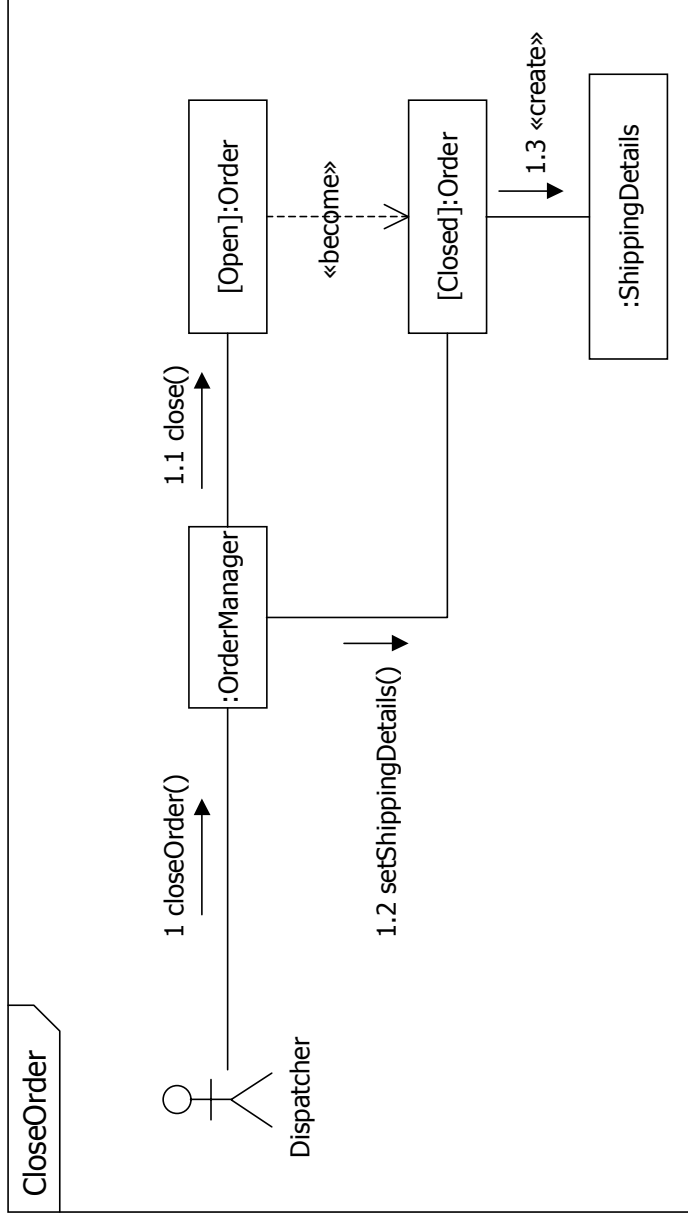 CloseOrder
1 closeOrder()
1.1 close()
Dispatcher
:OrderManager
[Open]:Order
«become»
1.2 setShippingDetails()
[Closed]:Order
1.3 «create»
:ShippingDetails